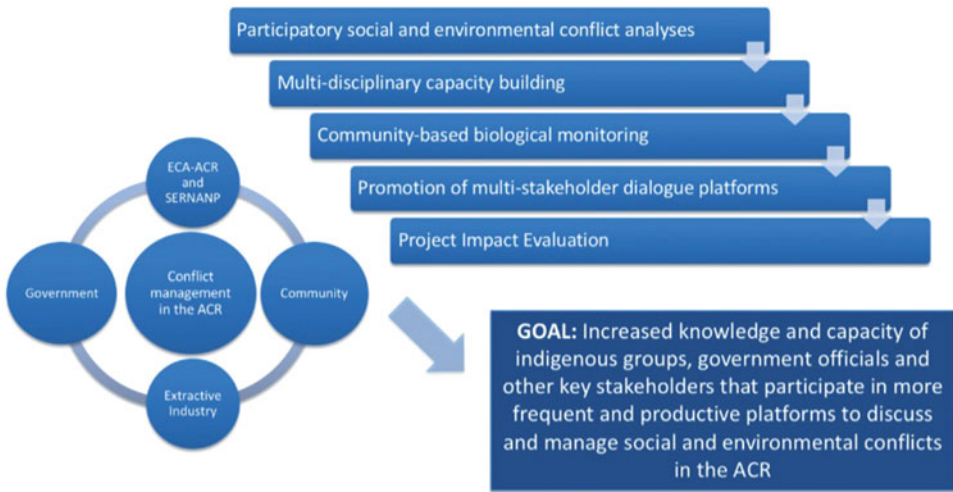 Participatory social and environmental conflict analyses
Multi-disciplinary capacity building
Community-based biological monitoring
Promotion of multi-stakeholder dialogue platforms
Project Impact Evaluation
ECA-ACR
and
SERNANP
Government
Conflict
management
in the ACR
Community
Extractive
Industry
GOAL: Increased knowledge and capacity of
indigenous groups, government officials and
other key stakeholders that participate in more
frequent and productive platforms to discuss
and manage social and environmental conflicts
in the ACR